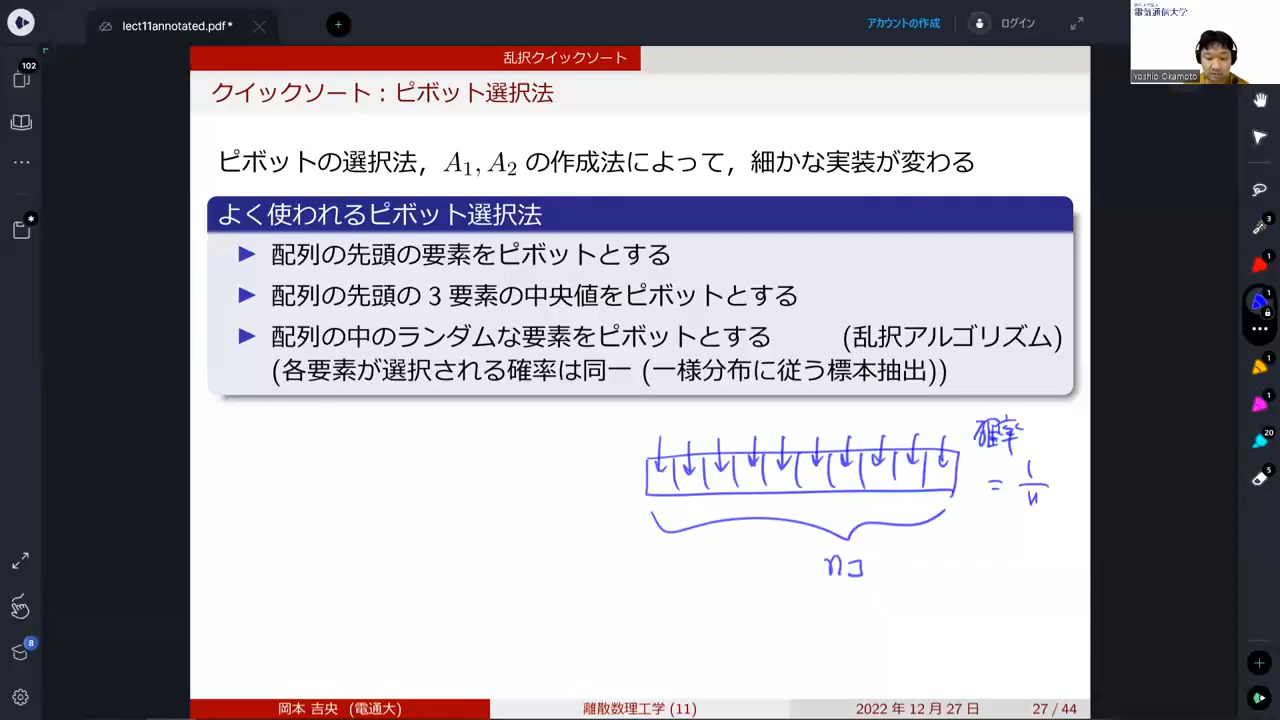 lect11annotated.pdf*
アカウントの作成
ログイン
電気通信大学
Yoshio Okamoto
102
乱択クイックソート
クイックソート：ピボット選択法
ピボットの選択法，A1, A2 の作成法によって，細かな実装が変わる
よく使われるピボット選択法
配列の先頭の要素をピボットとする
配列の先頭の 3 要素の中央値をピボットとする
配列の中のランダムな要素をピボットとする (乱択アルゴリズム)
(各要素が選択される確率は同一 (一様分布に従う標本抽出))
確率
= 1/n
nコ
3
1
1
1
1
20
5
8
岡本 吉央 (電通大)
離散数理工学 (11)
2022 年 12 月 27 日
27 / 44